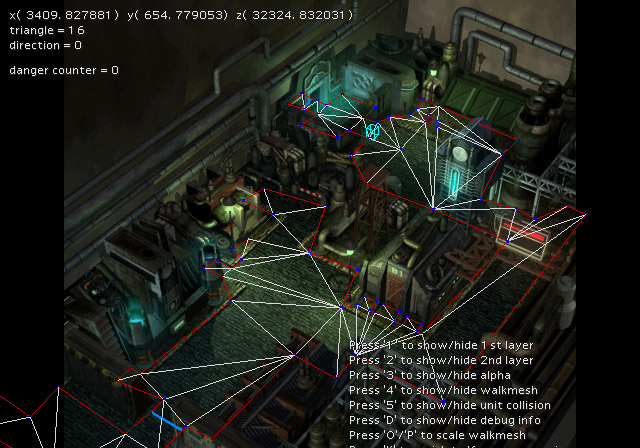 x( 3409. 827881) y( 654. 779053) z( 32324. 832031)
triangle = 16
direction = 0
danger counter = 0
Press '1' to show/hide 1 st layer
Press '2' to show/hide 2nd layer
Press '3' to show/hide alpha
Press '4' to show/hide walkmesh
Press '5' to show/hide unit collision
Press 'D' to show/hide debug info
Press 'O'/'P' to scale walkmesh